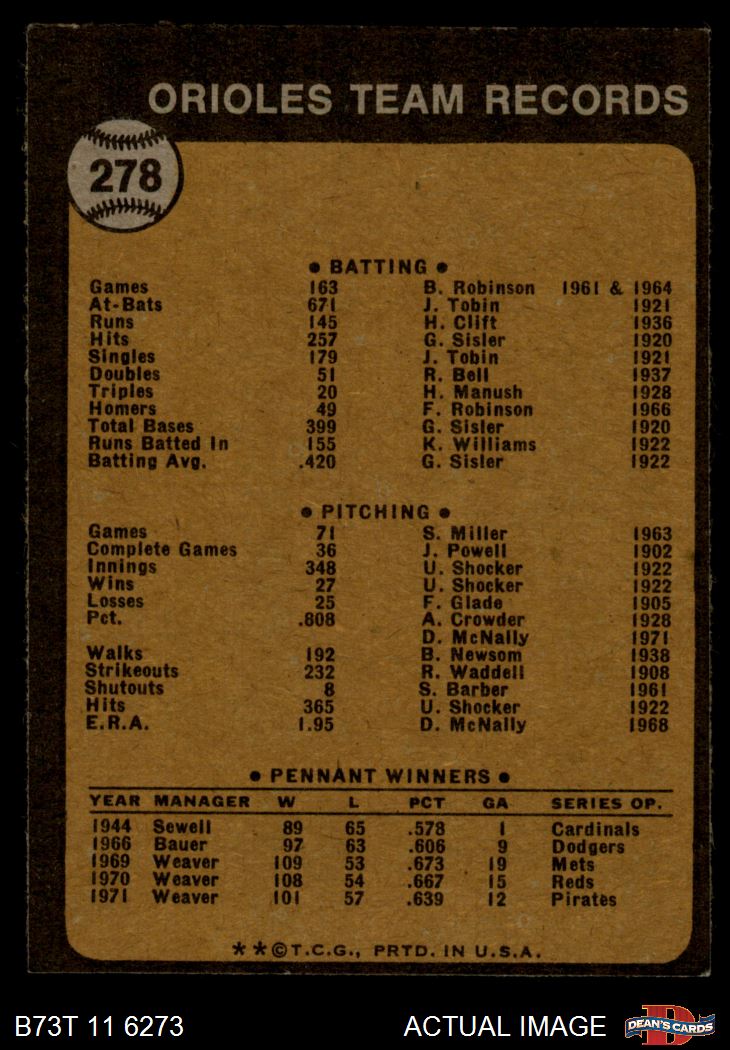 ORIOLES TEAM RECORDS
278
• BATTING •
Games 163 B. Robinson 1961 & 1964
At-Bats 671 J. Tobin 1921
Runs 145 H. Clift 1936
Hits 257 G. Sisler 1920
Singles 179 J. Tobin 1921
Doubles 51 R. Bell 1937
Triples 20 H. Manush 1928
Homers 49 F. Robinson 1966
Total Bases 399 G. Sisler 1920
Runs Batted In 155 K. Williams 1922
Batting Avg. .420 G. Sisler 1922
• PITCHING •
Games 71 S. Miller 1963
Complete Games 36 J. Powell 1902
Innings 348 U. Shocker 1922
Wins 27 U. Shocker 1922
Losses 25 F. Glade 1905
Pct. .808 A. Crowder 1928
D. McNally 1971
Walks 192 B. Newsom 1938
Strikeouts 232 R. Waddell 1908
Shutouts 8 S. Barber 1961
Hits 365 U. Shocker 1922
E.R.A. 1.95 D. McNally 1968
• PENNANT WINNERS •
YEAR MANAGER W L PCT GA SERIES OP.
1944 Sewell 89 65 .578 1 Cardinals
1966 Bauer 97 63 .606 9 Dodgers
1969 Weaver 109 53 .673 19 Mets
1970 Weaver 108 54 .667 15 Reds
1971 Weaver 101 57 .639 12 Pirates
**©T.C.G., PRTD. IN U.S.A.
B73T 11 6273 ACTUAL IMAGE DEAN'S CARDS